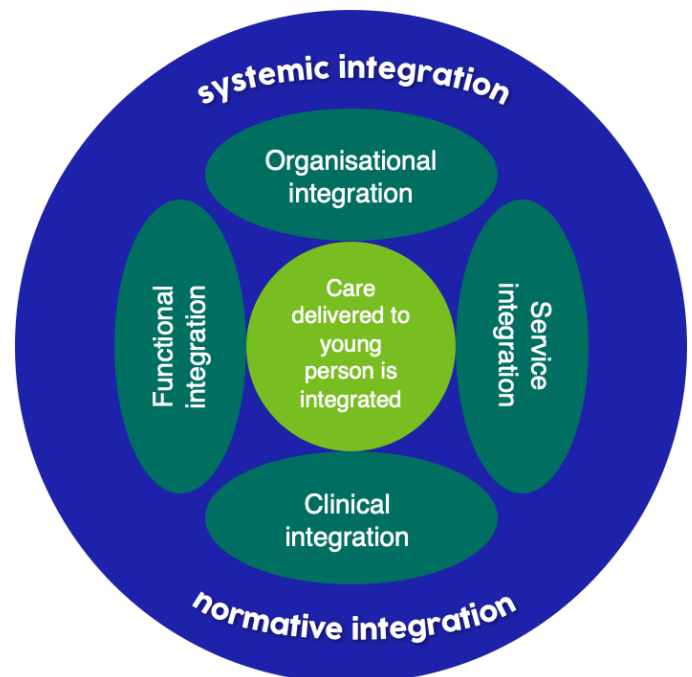 systemic integration
Organisational
integration
Functional
integration
Care
delivered to
young
person is
integrated
Service
integration
Clinical
integration
normative integration